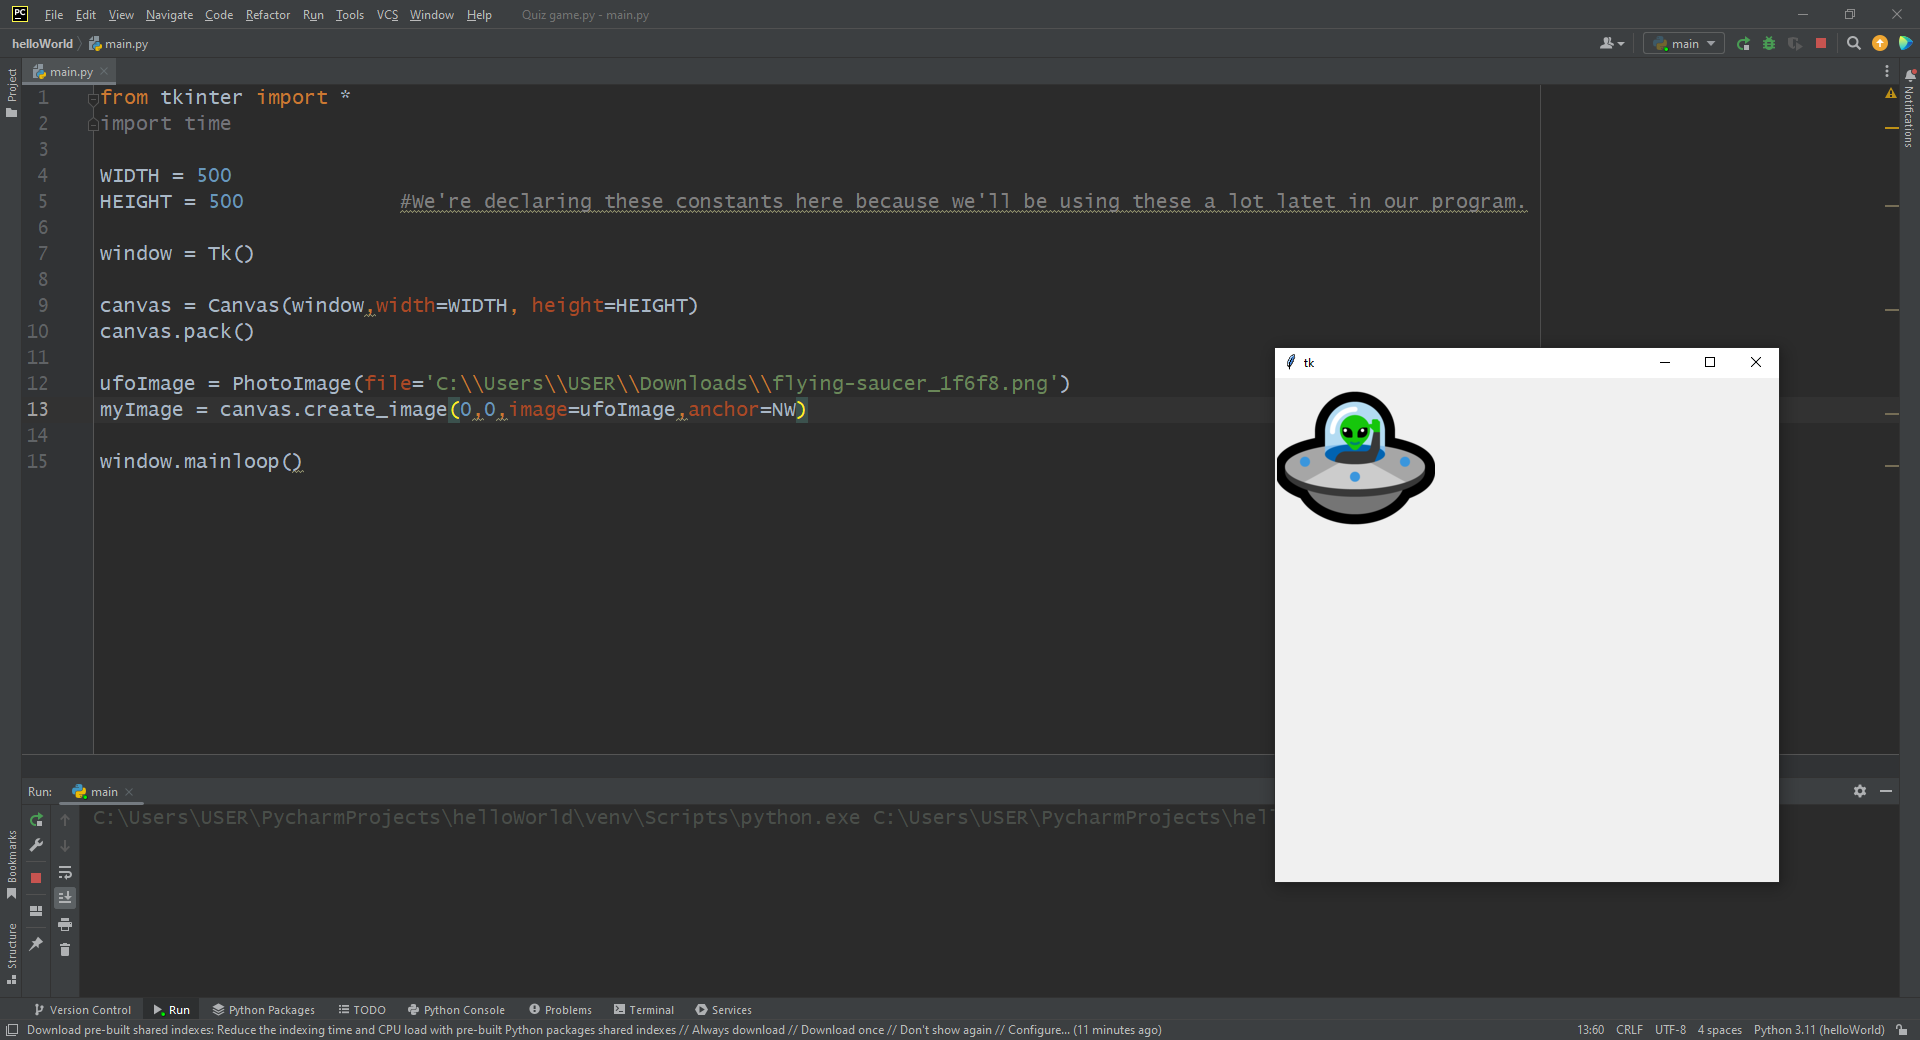 PC File Edit View Navigate Code Refactor Run Tools VCS Window Help Quiz game.py - main.py
helloWorld main.py main
main.py
Project
Notifications
1 from tkinter import *
2 import time
3
4 WIDTH = 500
5 HEIGHT = 500 #We're declaring these constants here because we'll be using these a lot latet in our program.
6
7 window = Tk()
8
9 canvas = Canvas(window,width=WIDTH, height=HEIGHT)
10 canvas.pack()
11
12 ufoImage = PhotoImage(file='C:\\Users\\USER\\Downloads\\flying-saucer_1f6f8.png')
13 myImage = canvas.create_image(0,0,image=ufoImage,anchor=NW)
14
15 window.mainloop()
tk
Run: main
C:\Users\USER\PycharmProjects\helloWorld\venv\Scripts\python.exe C:\Users\USER\PycharmProjects\hell
Bookmarks
Structure
Version Control Run Python Packages TODO Python Console Problems Terminal Services
Download pre-built shared indexes: Reduce the indexing time and CPU load with pre-built Python packages shared indexes // Always download // Download once // Don't show again // Configure... (11 minutes ago) 13:60 CRLF UTF-8 4 spaces Python 3.11 (helloWorld)